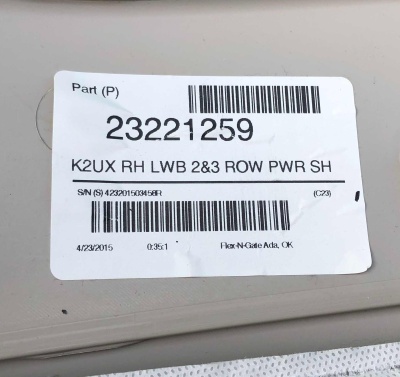 Part (P)
23221259
K2UX RH LWB 2&3 ROW PWR SH
S/N (S) 423201503458R (C23)
4/23/2015 0:35:1 Flex-N-Gate Ada, OK